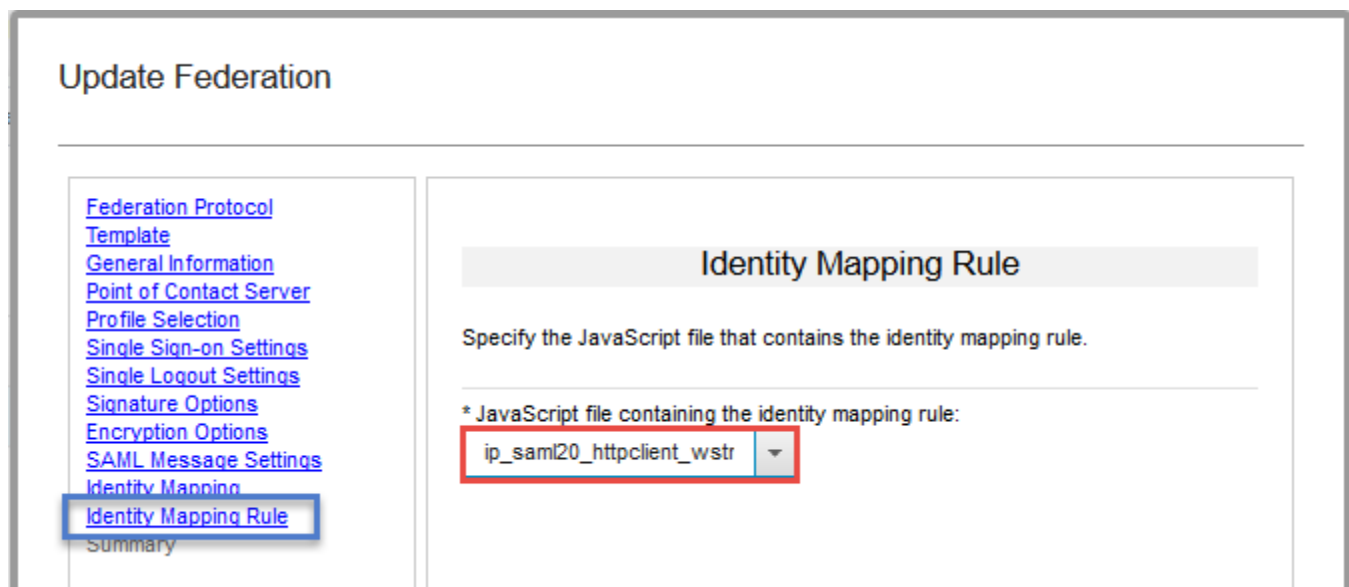 Update Federation
Federation Protocol
Template
General Information
Point of Contact Server
Profile Selection
Single Sign-on Settings
Single Logout Settings
Signature Options
Encryption Options
SAML Message Settings
Identity Mapping
Identity Mapping Rule
Summary
Identity Mapping Rule
Specify the JavaScript file that contains the identity mapping rule.
* JavaScript file containing the identity mapping rule:
ip_saml20_httpclient_wstr